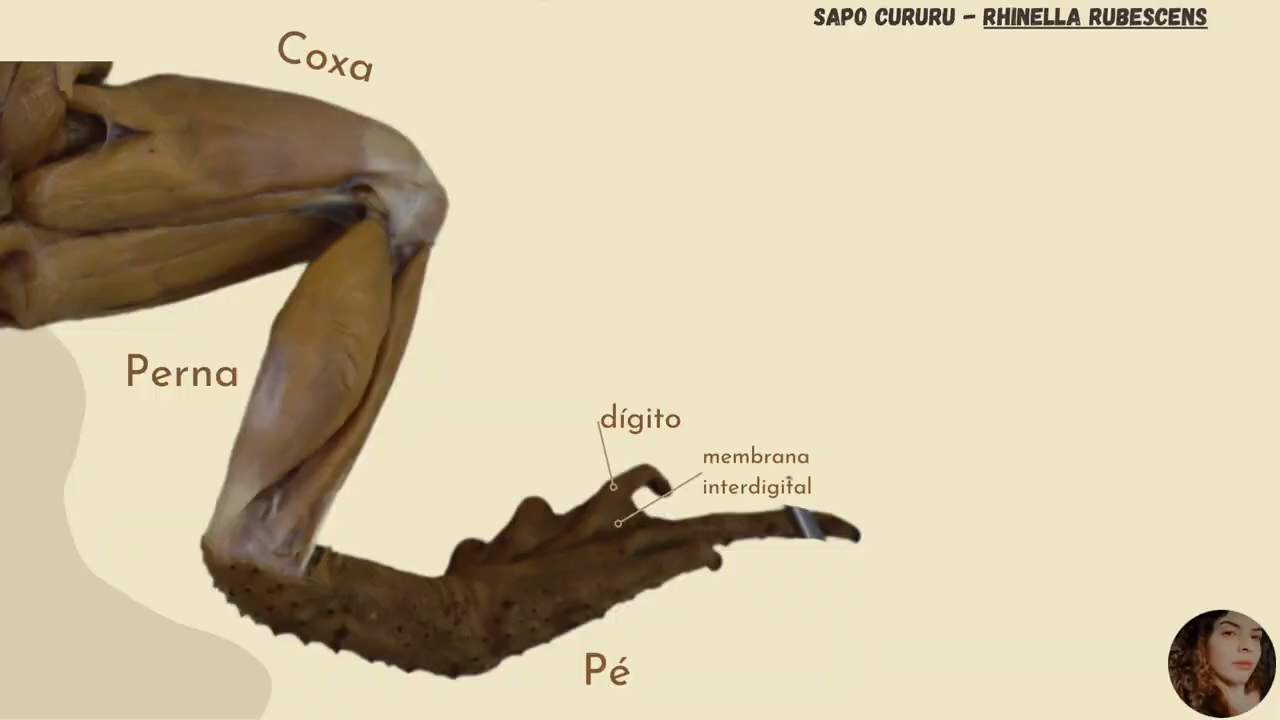 SAPO CURURU – RHINELLA RUBESCENS
Coxa
Perna
dígito
membrana
interdigital
Pé